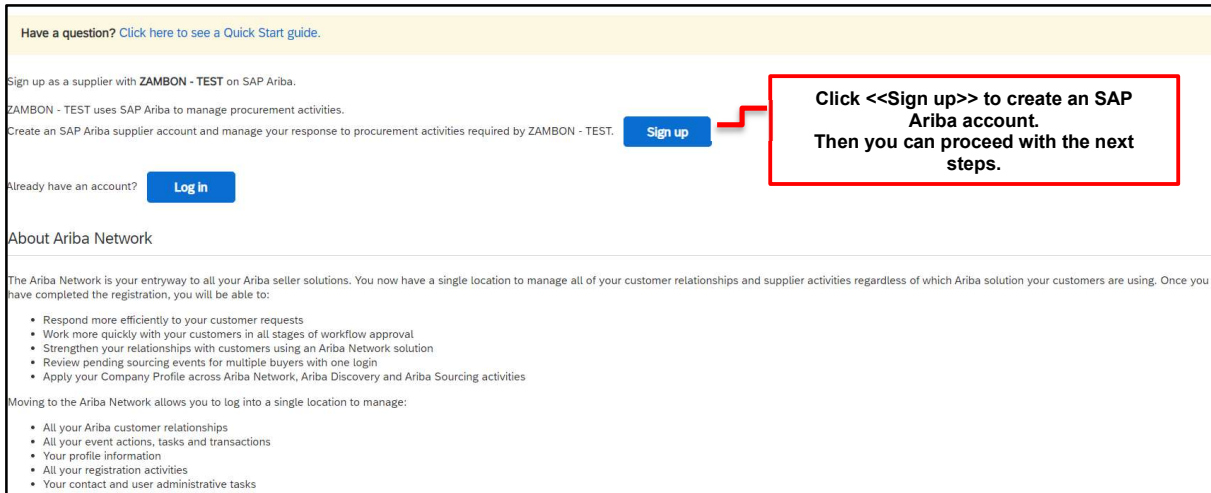 Have a question? Click here to see a Quick Start guide.
Sign up as a supplier with ZAMBON - TEST on SAP Ariba.
ZAMBON - TEST uses SAP Ariba to manage procurement activities.
Create an SAP Ariba supplier account and manage your response to procurement activities required by ZAMBON - TEST.
Sign up
Click <<Sign up>> to create an SAP
Ariba account.
Then you can proceed with the next
steps.
Already have an account?
Log in
About Ariba Network
The Ariba Network is your entryway to all your Ariba seller solutions. You now have a single location to manage all of your customer relationships and supplier activities regardless of which Ariba solution your customers are using. Once you
have completed the registration, you will be able to:
• Respond more efficiently to your customer requests
• Work more quickly with your customers in all stages of workflow approval
• Strengthen your relationships with customers using an Ariba Network solution
• Review pending sourcing events for multiple buyers with one login
• Apply your Company Profile across Ariba Network, Ariba Discovery and Ariba Sourcing activities
Moving to the Ariba Network allows you to log into a single location to manage:
• All your Ariba customer relationships
• All your event actions, tasks and transactions
• Your profile information
• All your registration activities
• Your contact and user administrative tasks